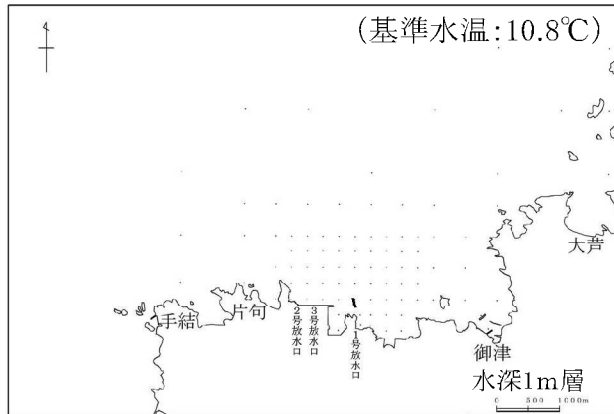 (基準水温:10.8℃)
大芦
手結
片句
2号放水口
3号放水口
1号放水口
御津
水深1m層
0 500 1000m